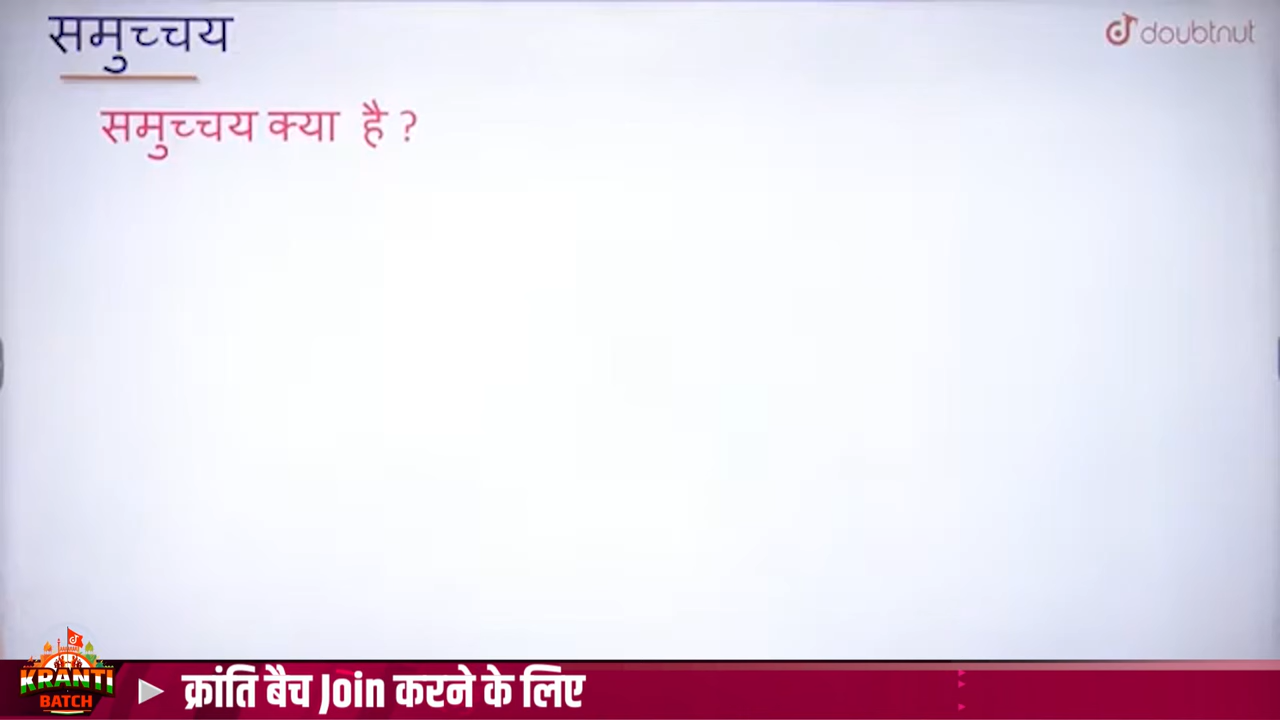 समुच्चय
doubtnut
समुच्चय क्या है ?
KRANTI
BATCH
क्रांति बैच Join करने के लिए